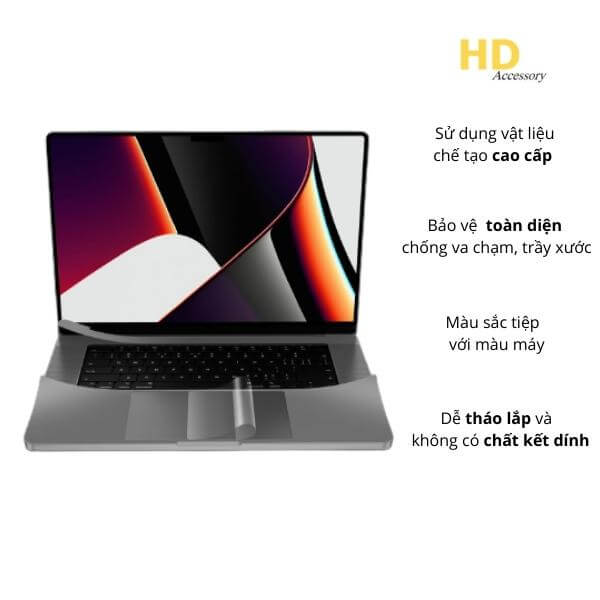 HD
Accessory
Sử dụng vật liệu
chế tạo cao cấp
Bảo vệ toàn diện
chống va chạm, trầy xước
Màu sắc tiệp
với màu máy
Dễ tháo lắp và
không có chất kết dính